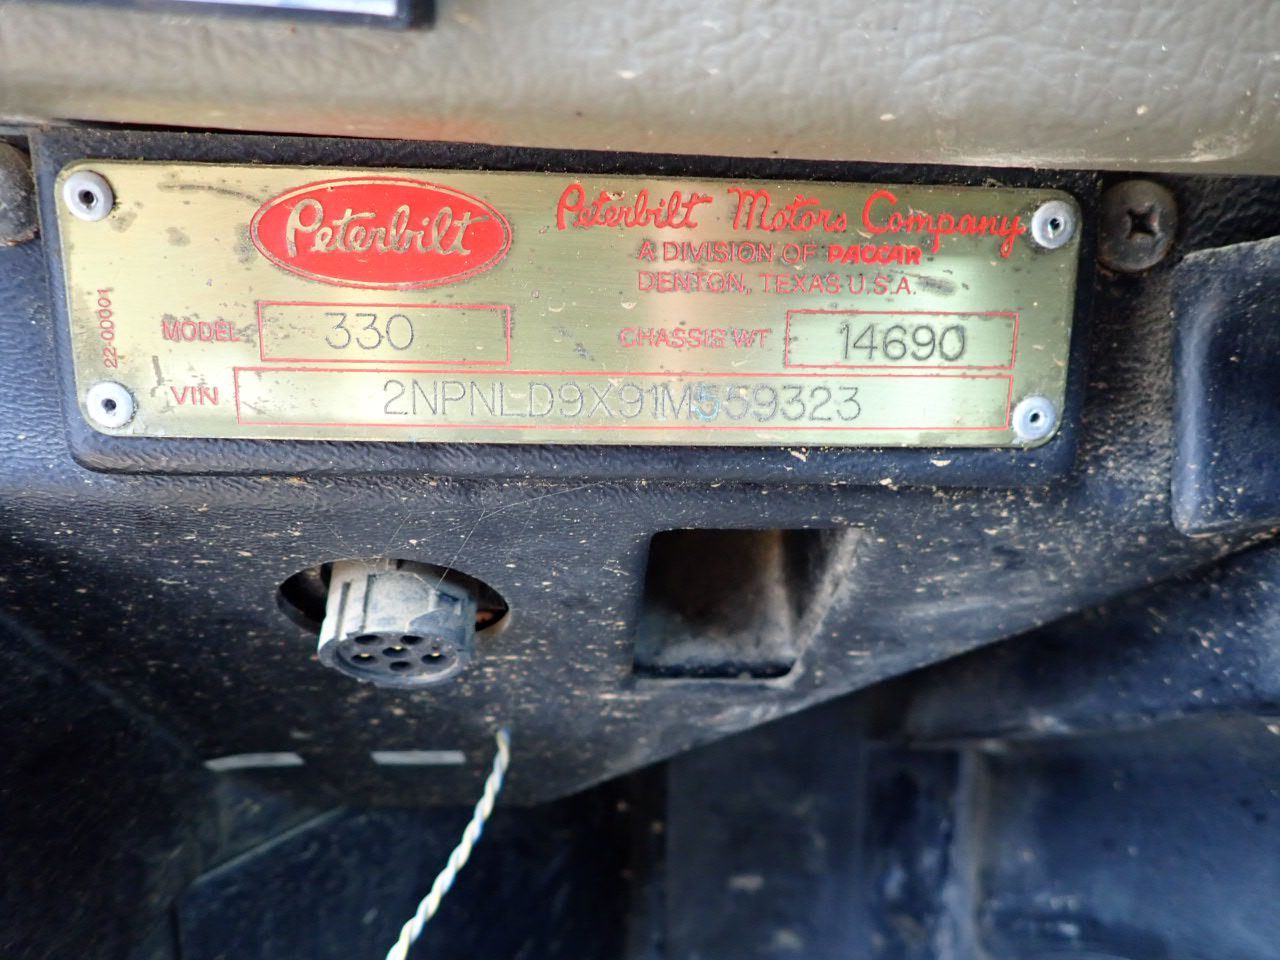 Peterbilt
Peterbilt Motors Company
A DIVISION OF PACCAR
DENTON, TEXAS U.S.A.
22-00001
MODEL 330
CHASSIS WT 14690
VIN 2NPNLD9X91M559323